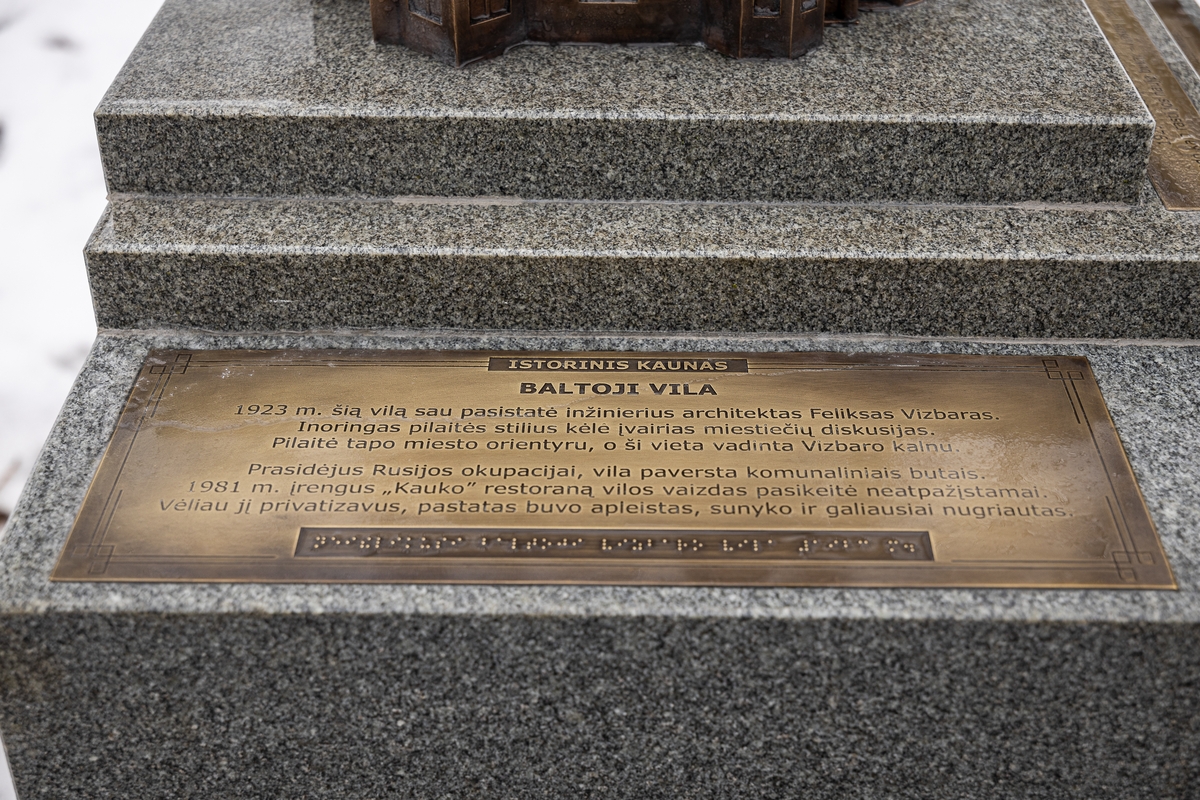 ISTORINIS KAUNAS
BALTOJI VILA
1923 m. šią vilą sau pasistatė inžinierius architektas Feliksas Vizbaras.
Inoringas pilaitės stilius kėlė įvairias miestiečių diskusijas.
Pilaitė tapo miesto orientyru, o ši vieta vadinta Vizbaro kalnu.
Prasidėjus Rusijos okupacijai, vila paversta komunaliniais butais.
1981 m. įrengus „Kauko” restoraną vilos vaizdas pasikeitė neatpažįstamai.
Vėliau jį privatizavus, pastatas buvo apleistas, sunyko ir galiausiai nugriautas.